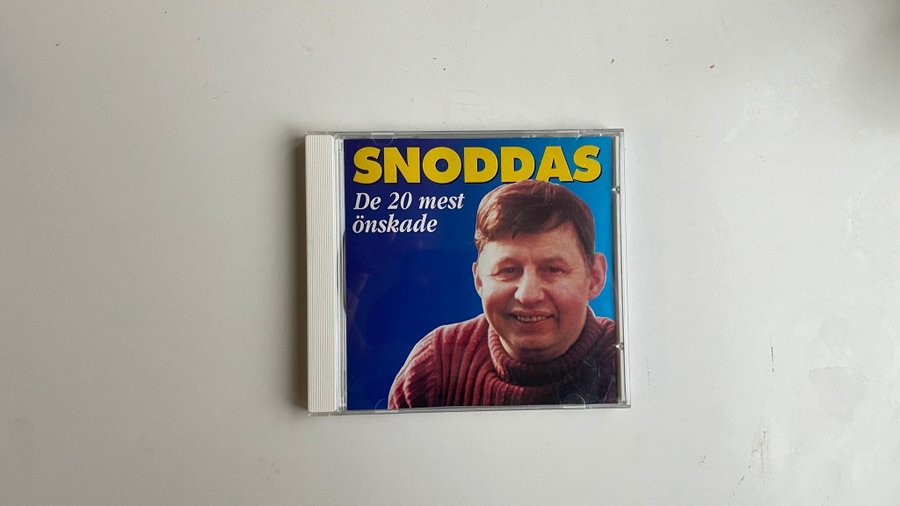 SNODDAS
De 20 mest
önskade